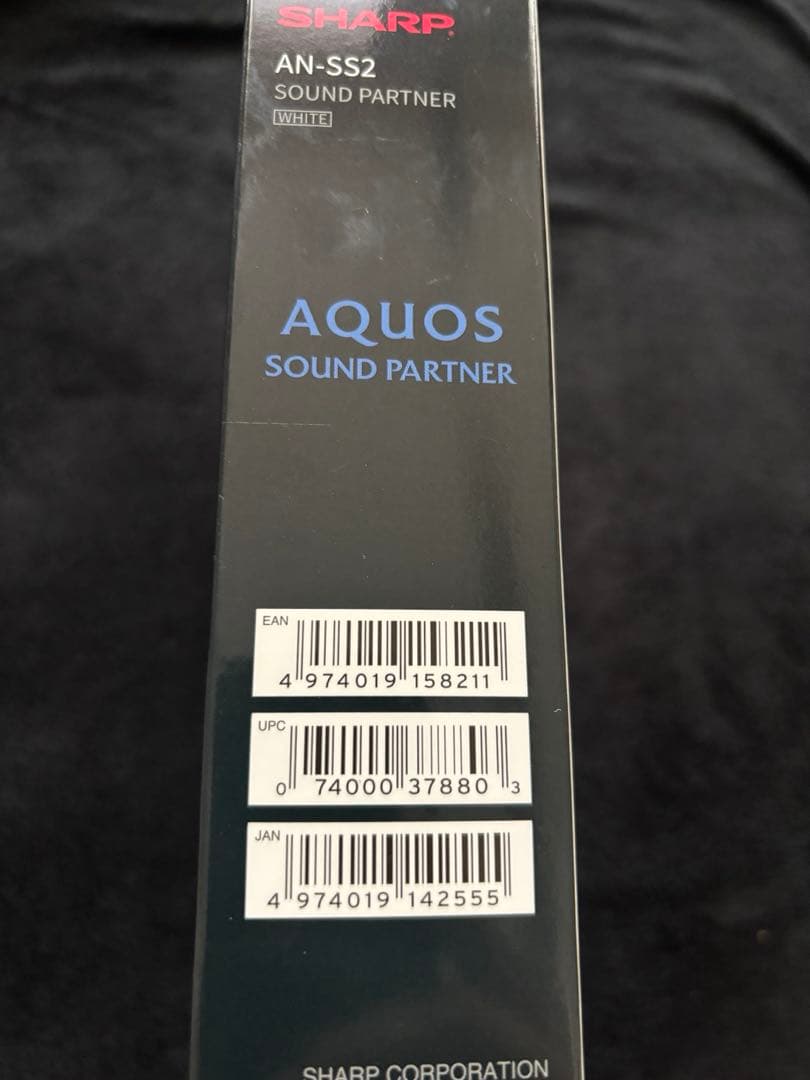 SHARP
AN-SS2
SOUND PARTNER
WHITE
AQUOS
SOUND PARTNER
EAN
4 974019 158211
UPC
0 74000 37880 3
JAN
4 974019 142555
SHARP CORPORATION